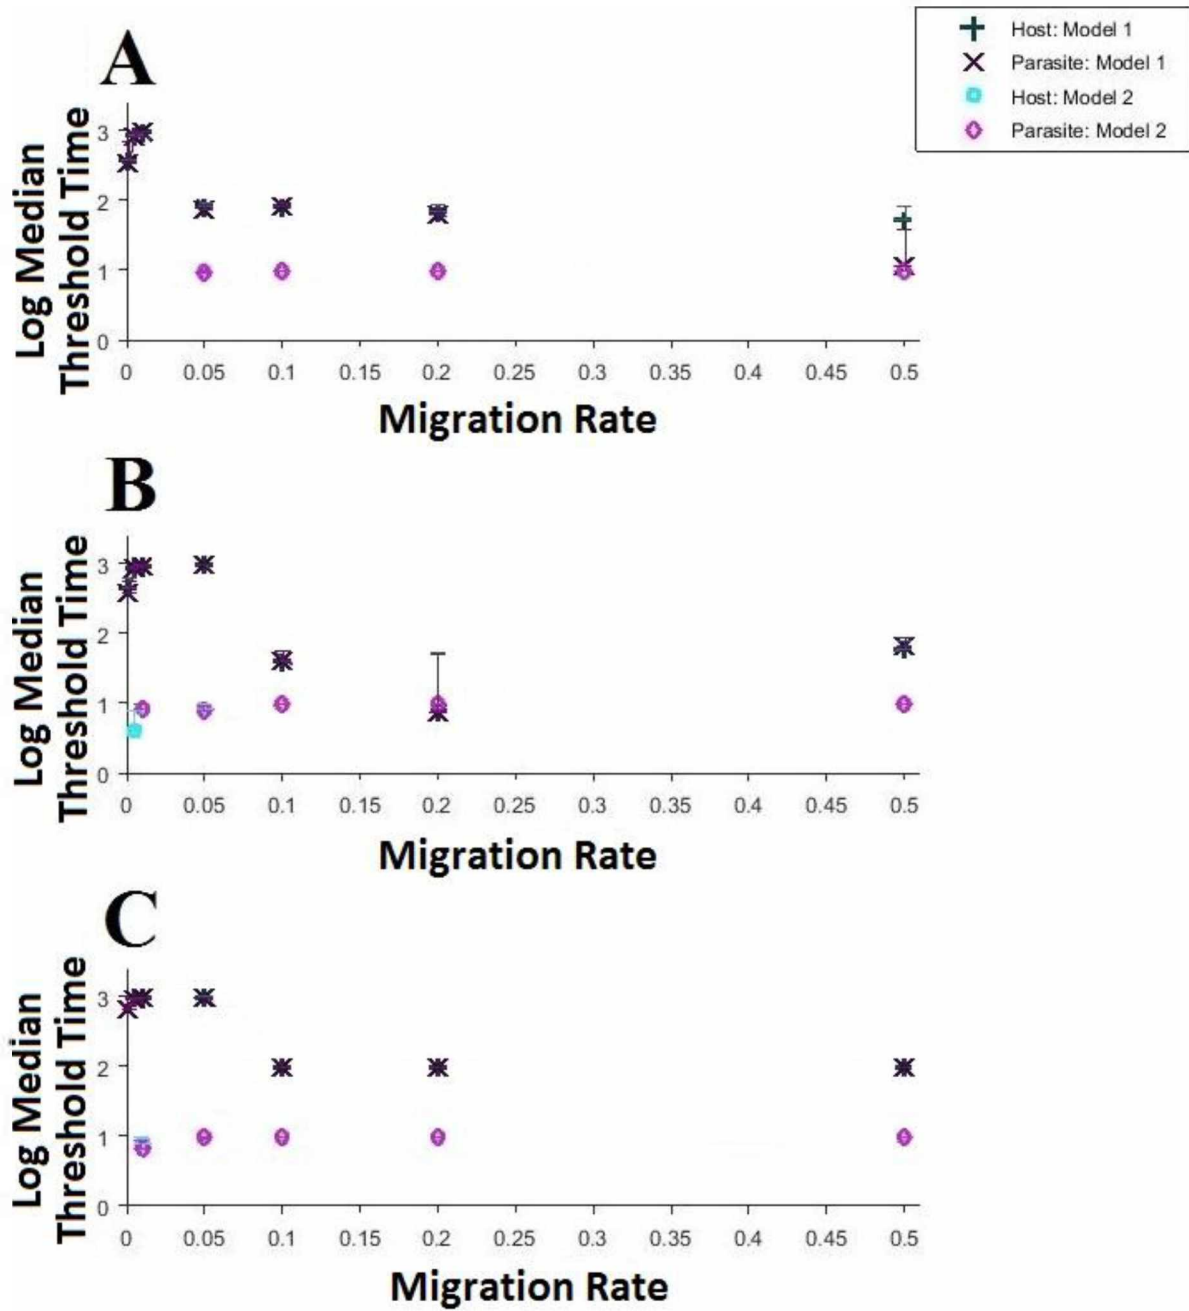 Host: Model 1
Parasite: Model 1
Host: Model 2
Parasite: Model 2
A
Log Median
Threshold Time
3
2
1
0
0 0.05 0.1 0.15 0.2 0.25 0.3 0.35 0.4 0.45 0.5
Migration Rate
B
Log Median
Threshold Time
3
2
1
0
0 0.05 0.1 0.15 0.2 0.25 0.3 0.35 0.4 0.45 0.5
Migration Rate
C
Log Median
Threshold Time
3
2
1
0
0 0.05 0.1 0.15 0.2 0.25 0.3 0.35 0.4 0.45 0.5
Migration Rate